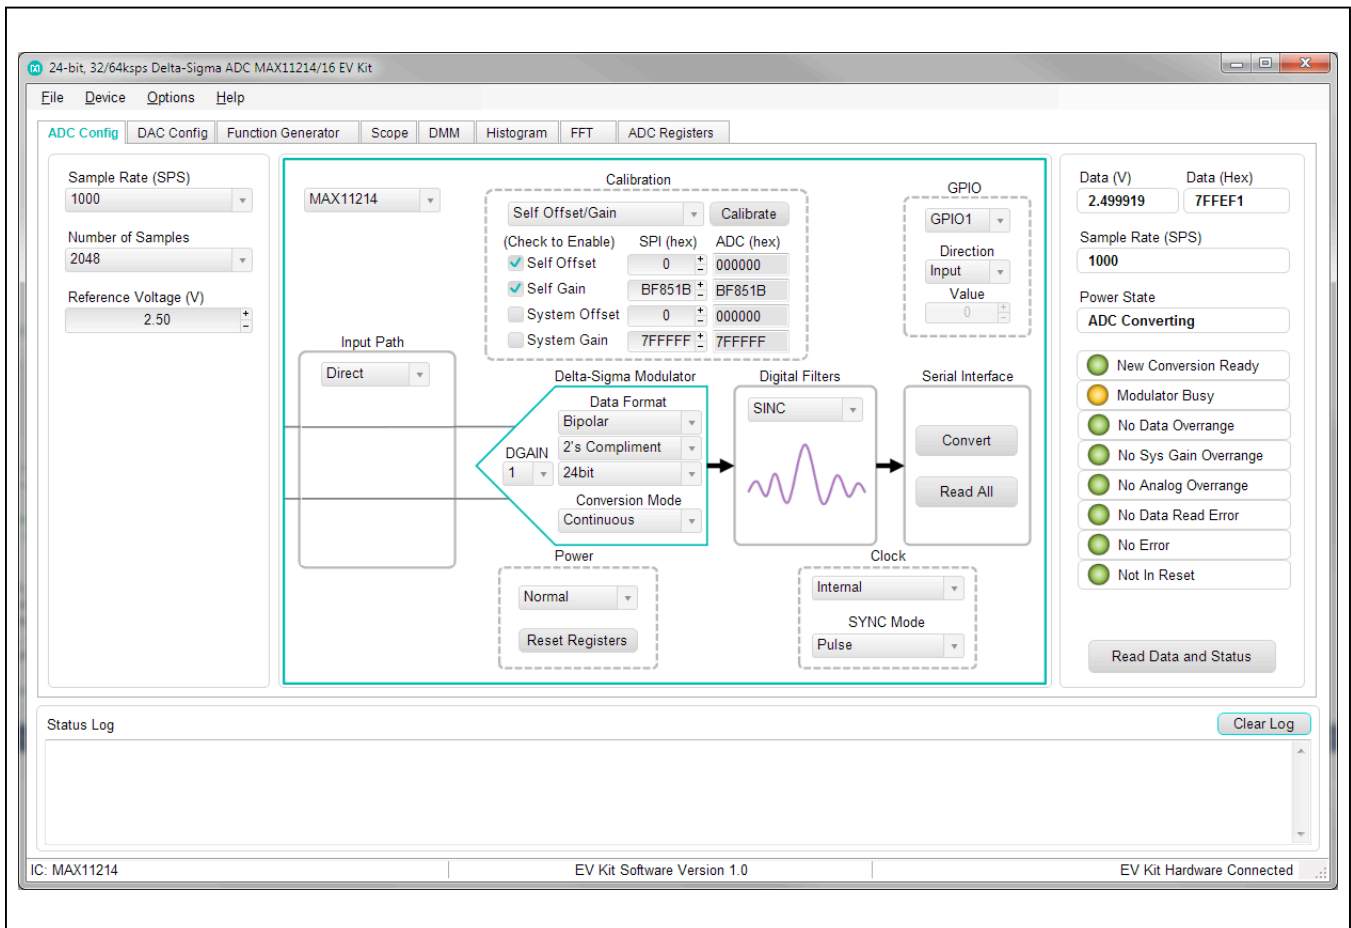 24-bit, 32/64ksps Delta-Sigma ADC MAX11214/16 EV Kit
File Device Options Help
ADC Config DAC Config Function Generator Scope DMM Histogram FFT ADC Registers
Sample Rate (SPS)
1000
Number of Samples
2048
Reference Voltage (V)
2.50
MAX11214
Calibration
Self Offset/Gain Calibrate
(Check to Enable) SPI (hex) ADC (hex)
Self Offset 0 000000
Self Gain BF851B BF851B
System Offset 0 000000
System Gain 7FFFFF 7FFFFF
GPIO
GPIO1
Direction
Input
Value
0
Input Path
Direct
Delta-Sigma Modulator
Data Format
Bipolar
DGAIN
1
2's Compliment
24bit
Conversion Mode
Continuous
Digital Filters
SINC
Serial Interface
Convert
Read All
Power
Normal
Reset Registers
Clock
Internal
SYNC Mode
Pulse
Data (V) Data (Hex)
2.499919 7FFEF1
Sample Rate (SPS)
1000
Power State
ADC Converting
New Conversion Ready
Modulator Busy
No Data Overrange
No Sys Gain Overrange
No Analog Overrange
No Data Read Error
No Error
Not In Reset
Read Data and Status
Status Log
Clear Log
IC: MAX11214 EV Kit Software Version 1.0 EV Kit Hardware Connected